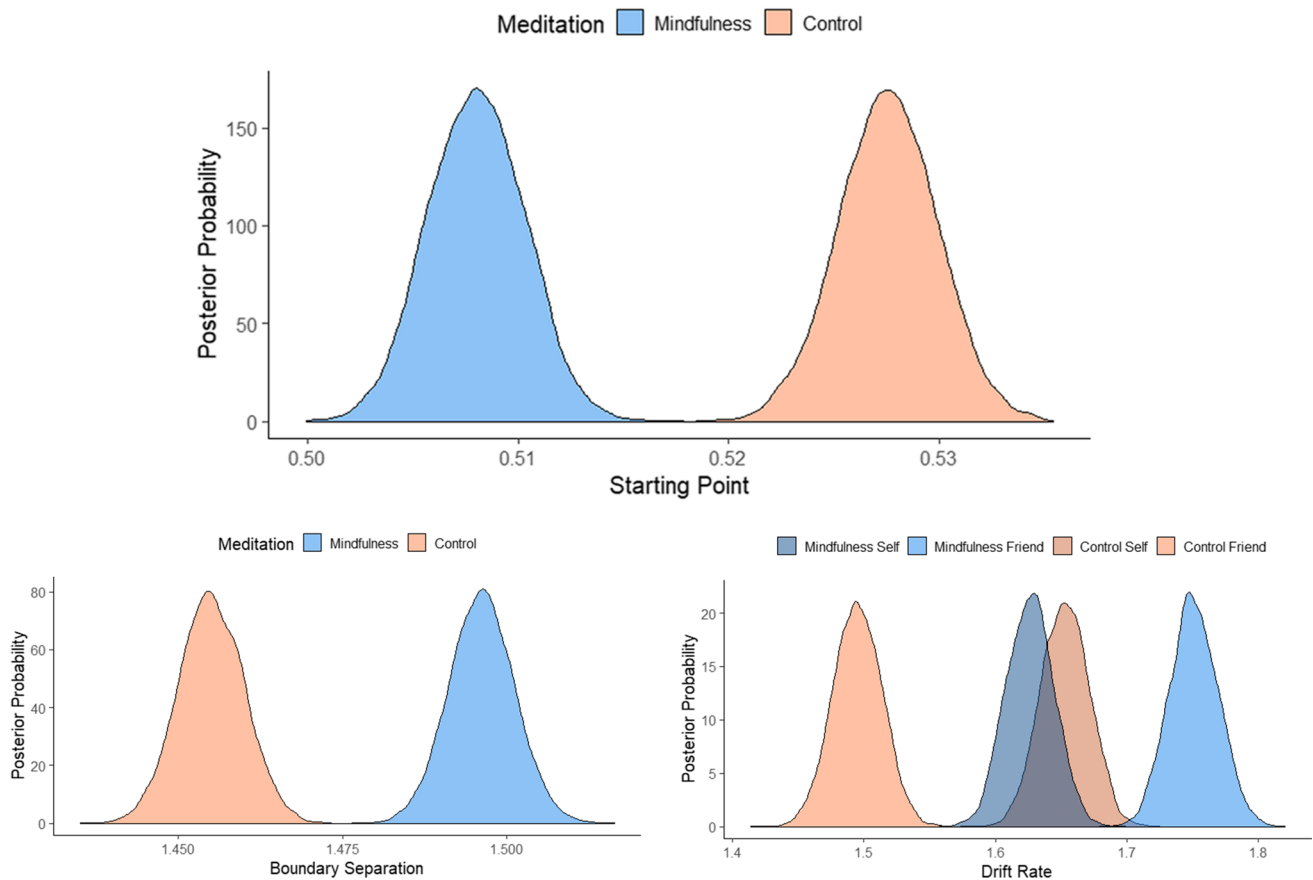 Meditation Mindfulness Control
Posterior Probability
150
100
50
0
0.50 0.51 0.52 0.53
Starting Point
Meditation Mindfulness Control
Posterior Probability
80
60
40
20
0
1.450 1.475 1.500
Boundary Separation
Mindfulness Self Mindfulness Friend Control Self Control Friend
Posterior Probability
20
15
10
5
0
1.4 1.5 1.6 1.7 1.8
Drift Rate